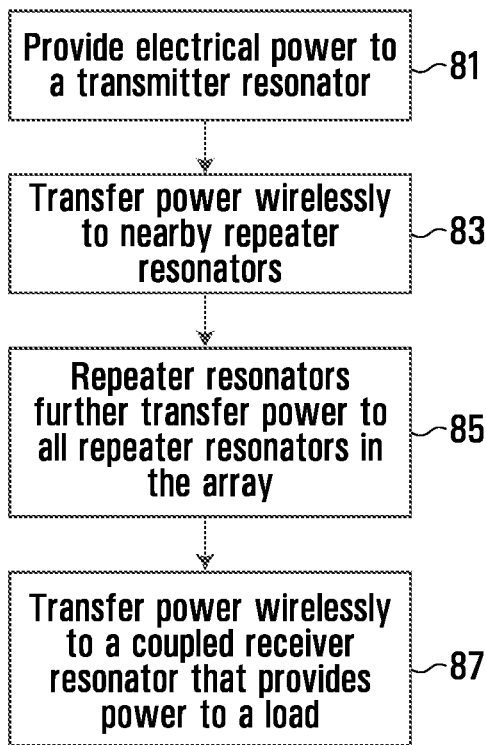 Provide electrical power to
a transmitter resonator
81
Transfer power wirelessly
to nearby repeater
resonators
83
Repeater resonators
further transfer power to
all repeater resonators in
the array
85
Transfer power wirelessly
to a coupled receiver
resonator that provides
power to a load
87